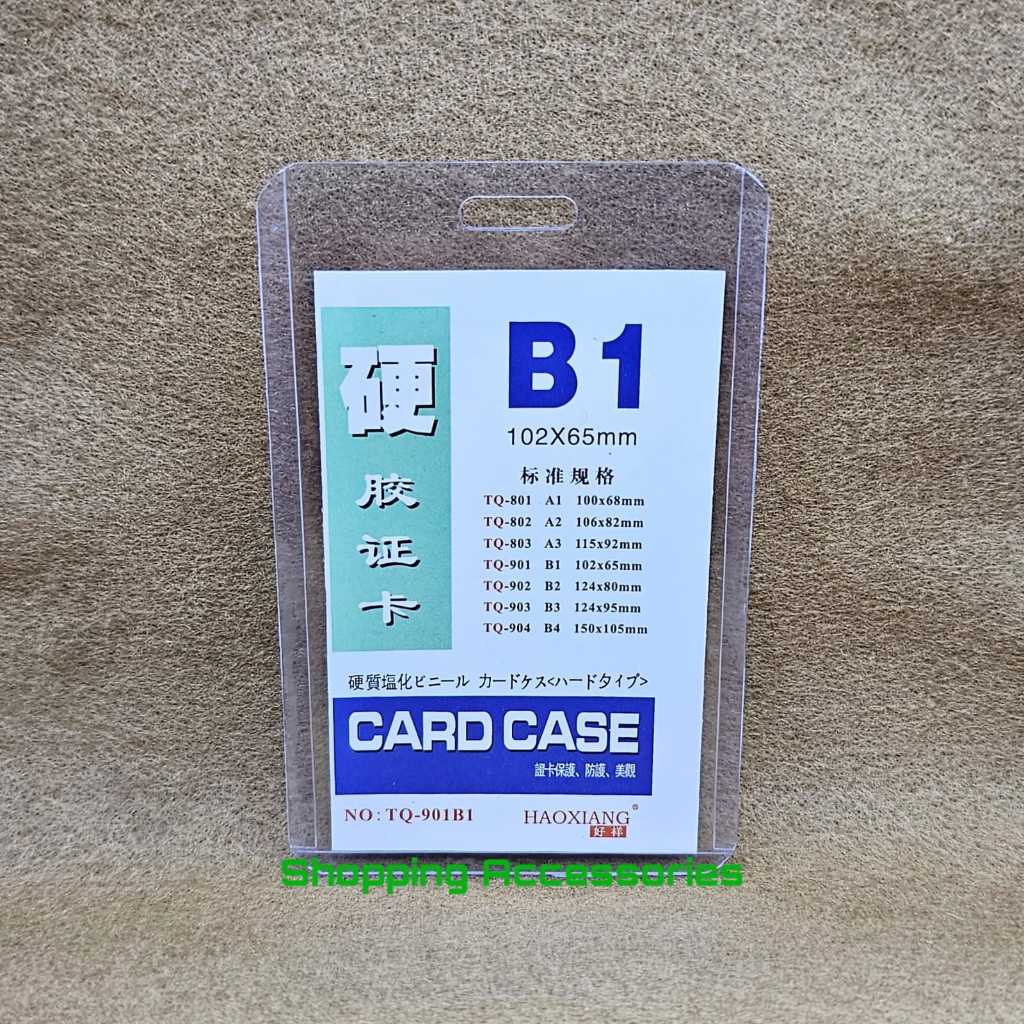 硬
胶
证
卡
B1
102X65mm
标准规格
TQ-801 A1 100x68mm
TQ-802 A2 106x82mm
TQ-803 A3 115x92mm
TQ-901 B1 102x65mm
TQ-902 B2 124x80mm
TQ-903 B3 124x95mm
TQ-904 B4 150x105mm
硬質塩化ビニール カードケス<ハードタイプ>
CARD CASE
證卡保護、防護、美觀
NO: TQ-901B1
HAOXIANG®
好样
Shopping Accessories